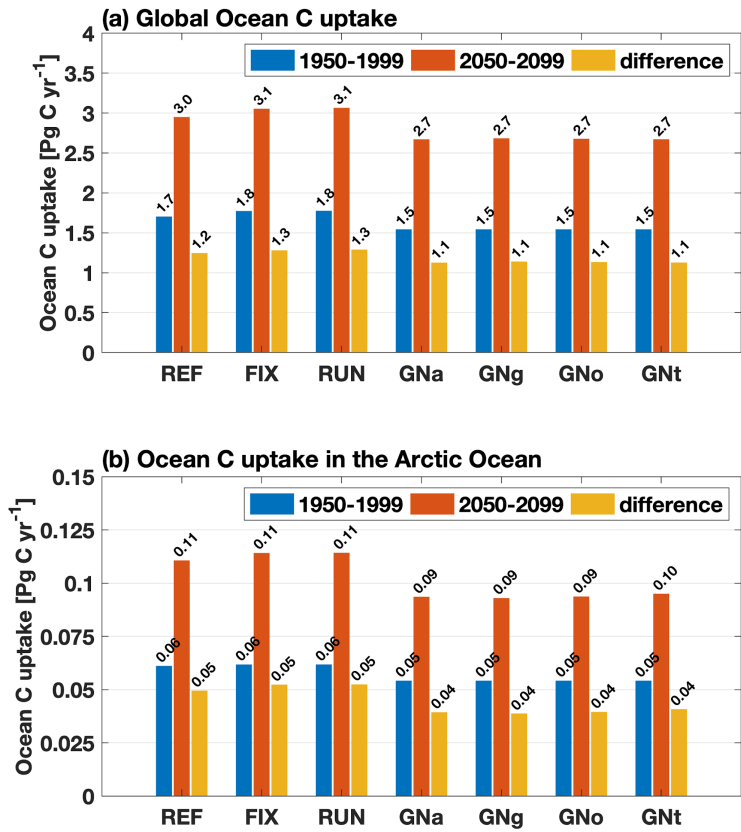 (a) Global Ocean C uptake
Ocean C uptake [Pg C yr⁻¹]
4
3.5
3
2.5
2
1.5
1
0.5
0
1950-1999 2050-2099 difference
1.7 3.0 1.2 1.8 3.1 1.3 1.8 3.1 1.3 1.5 2.7 1.1 1.5 2.7 1.1 1.5 2.7 1.1 1.5 2.7 1.1
REF FIX RUN GNa GNg GNo GNt
(b) Ocean C uptake in the Arctic Ocean
Ocean C uptake [Pg C yr⁻¹]
0.15
0.125
0.1
0.075
0.05
0.025
0
1950-1999 2050-2099 difference
0.06 0.11 0.05 0.06 0.11 0.05 0.06 0.11 0.05 0.05 0.09 0.04 0.05 0.09 0.04 0.05 0.09 0.04 0.05 0.10 0.04
REF FIX RUN GNa GNg GNo GNt